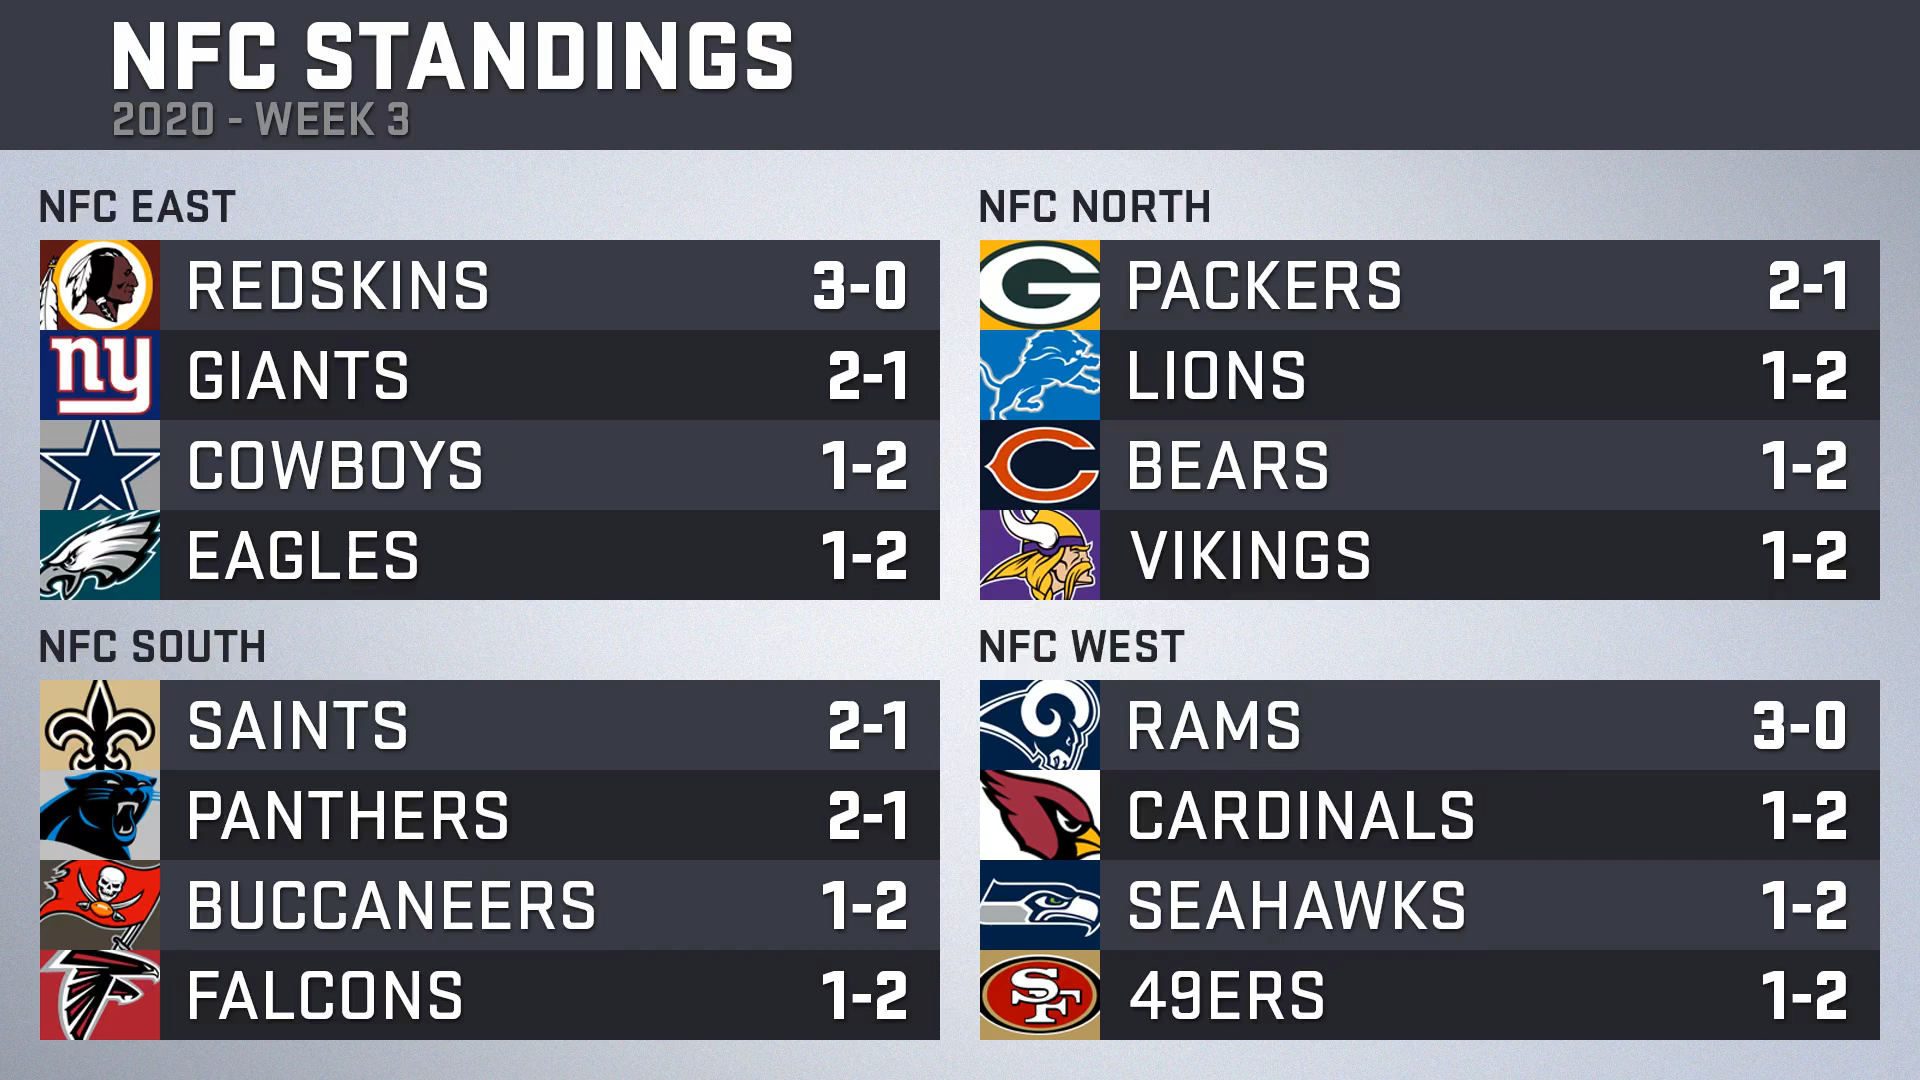 NFC STANDINGS
2020 - WEEK 3
NFC EAST
REDSKINS 3-0
ny GIANTS 2-1
COWBOYS 1-2
EAGLES 1-2
NFC NORTH
G PACKERS 2-1
LIONS 1-2
C BEARS 1-2
VIKINGS 1-2
NFC SOUTH
SAINTS 2-1
PANTHERS 2-1
BUCCANEERS 1-2
FALCONS 1-2
NFC WEST
RAMS 3-0
CARDINALS 1-2
SEAHAWKS 1-2
SF 49ERS 1-2